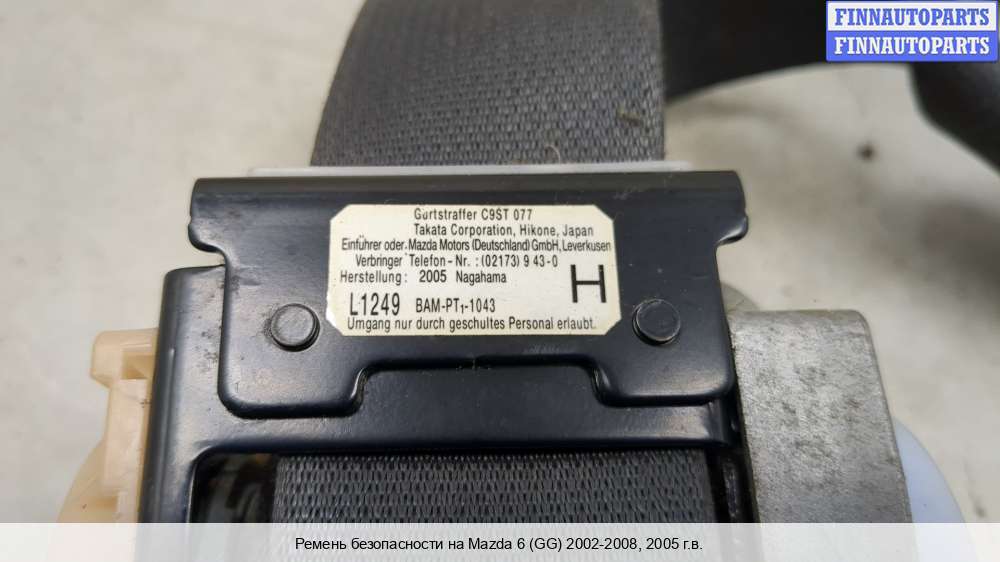 FINNAUTOPARTS
FINNAUTOPARTS
Gurtstraffer C9ST 077
Takata Corporation, Hikone, Japan
Einführer oder Mazda Motors (Deutschland) GmbH, Leverkusen
Verbringer Telefon-Nr. : (02173) 9 43-0
Herstellung: 2005 Nagahama
H
L1249 BAM-PT1-1043
Umgang nur durch geschultes Personal erlaubt.
Ремень безопасности на Mazda 6 (GG) 2002-2008, 2005 г.в.